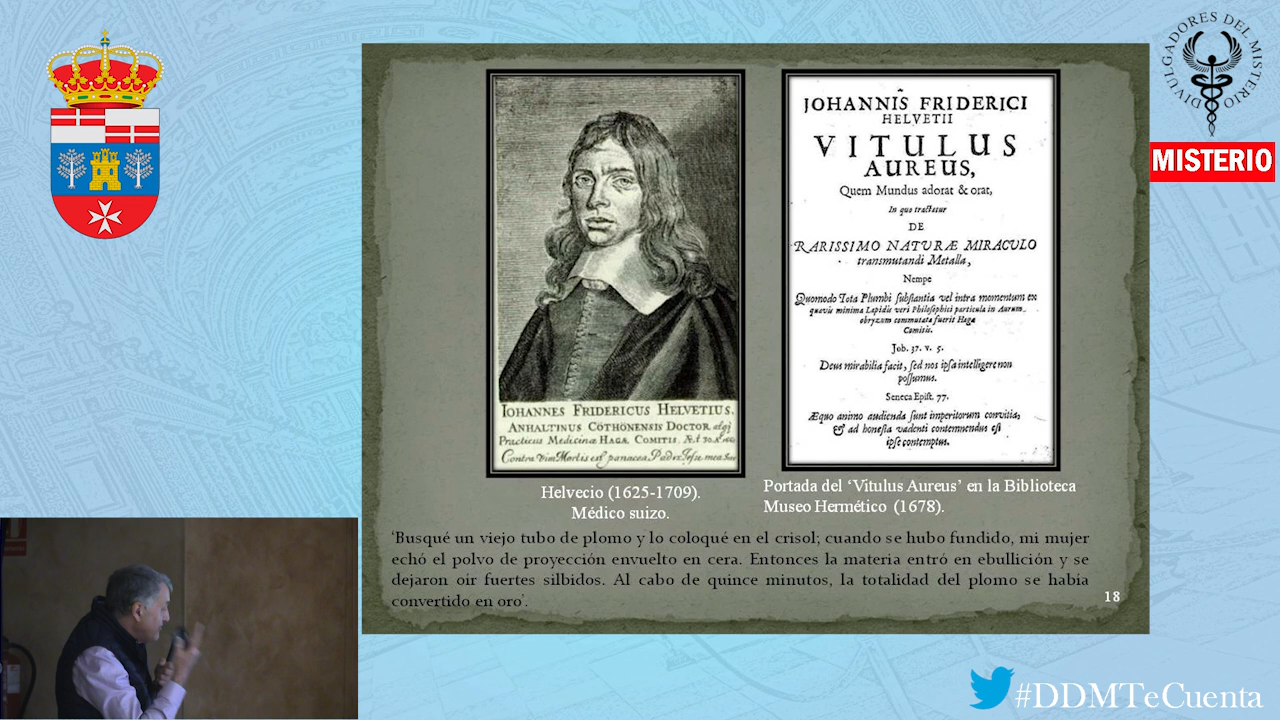 DIVULGADORES DEL MISTERIO
MISTERIO
JOHANNIS FRIDERICI
HELVETII
VITULUS
AUREUS,
Quem Mundus adorat & orat,
In quo tractatur
DE
RARISSIMO NATURÆ MIRACULO
transmutandi Metalla,
Nempe
Quomodo Tota Plumbi substantia vel intra momentum ex
quavis minima Lapidis veri Philosophici particula in Aurum
obryzum commutata fuerit Hagæ
Comitis.
Job. 37. v. 5.
Deus mirabilia facit, sed nos ipsa intelligere non
possumus.
Seneca Epist. 77.
Æquo animo audienda sunt imperitorum convitia,
& ad honesta vadenti contemnendus est
ipse contemptus.
IOHANNES FRIDERICUS HELVETIUS.
ANHALTINUS CÖTHÖNENSIS DOCTOR
Practicus Medicinæ HAGÆ COMITIS.
Contra Vim Mortis est panacea
Helvecio (1625-1709).
Médico suizo.
Portada del ‘Vitulus Aureus’ en la Biblioteca
Museo Hermético (1678).
‘Busqué un viejo tubo de plomo y lo coloqué en el crisol; cuando se hubo fundido, mi mujer
echó el polvo de proyección envuelto en cera. Entonces la materia entró en ebullición y se
dejaron oír fuertes silbidos. Al cabo de quince minutos, la totalidad del plomo se había
convertido en oro’.
18
#DDMTeCuenta